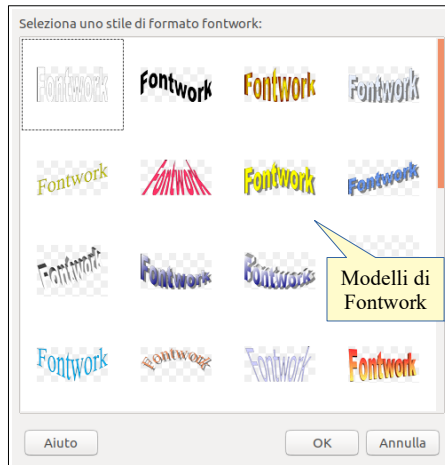 Seleziona uno stile di formato fontwork:
Fontwork Fontwork Fontwork Fontwork
Fontwork Fontwork Fontwork Fontwork
Fontwork Fontwork Fontwork
Modelli di
Fontwork
Fontwork Fontwork Fontwork Fontwork
Aiuto OK Annulla